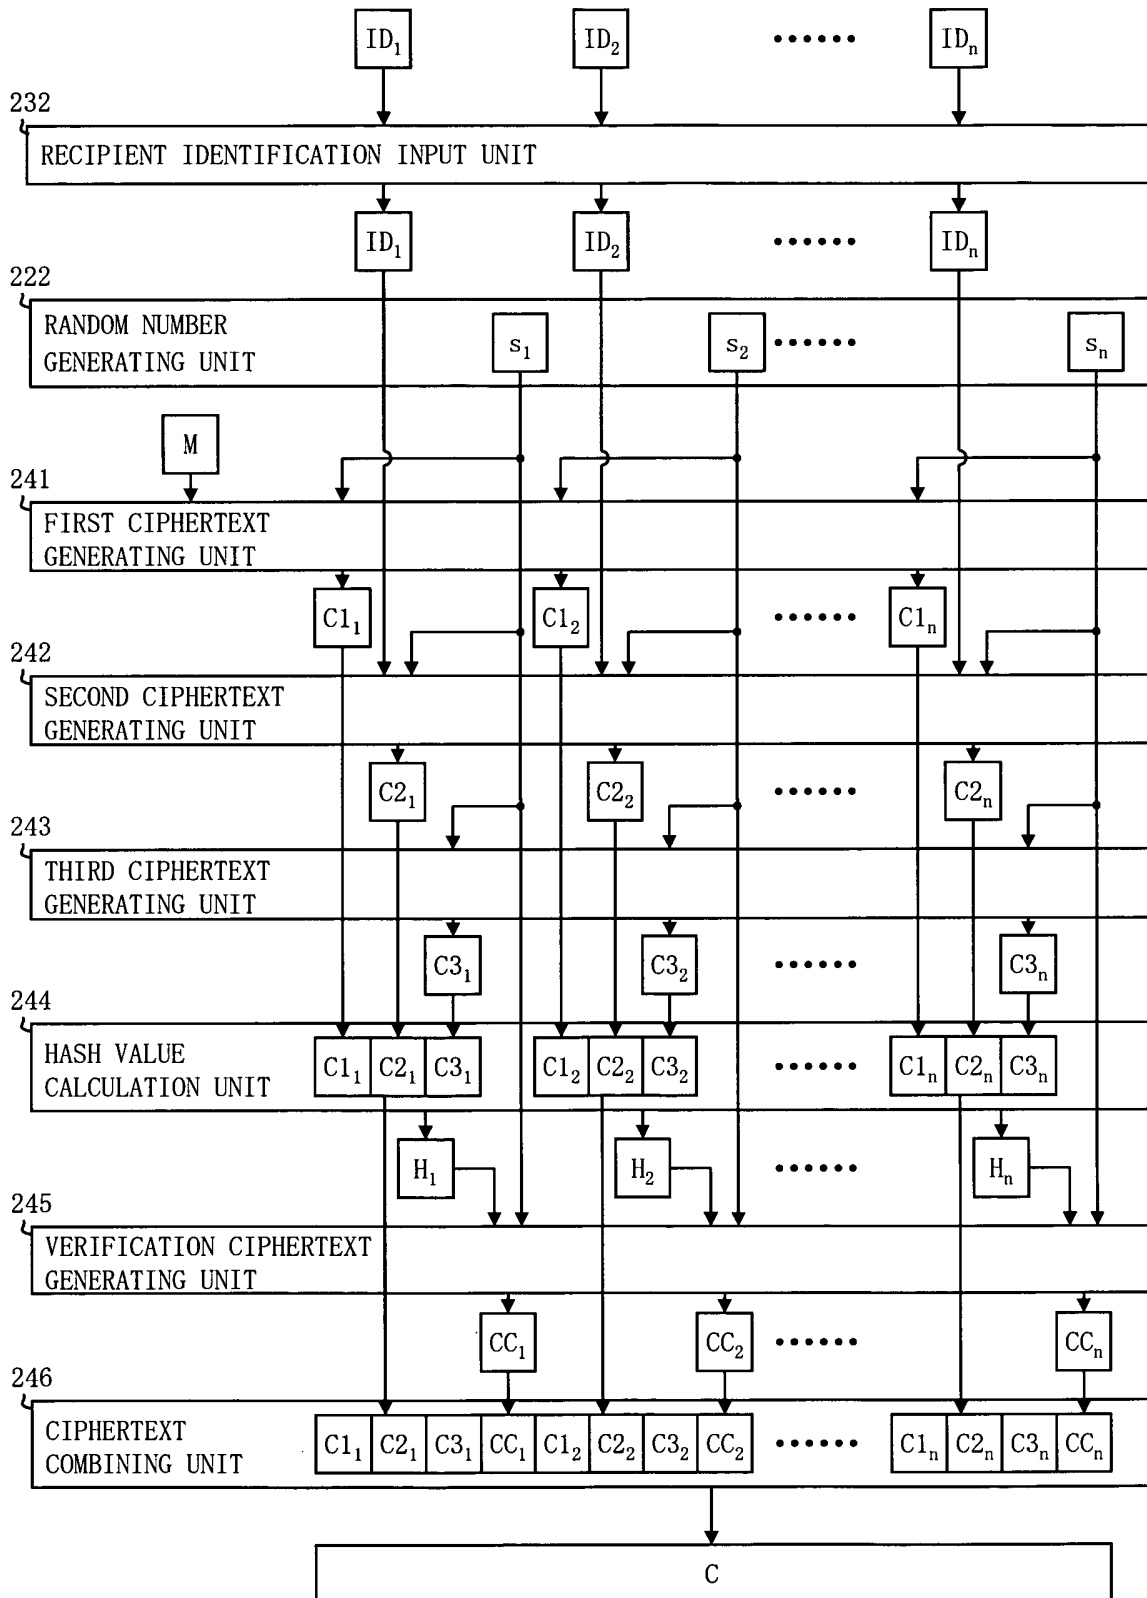 ID₁ ID₂ ...... IDₙ
232
RECIPIENT IDENTIFICATION INPUT UNIT
ID₁ ID₂ ...... IDₙ
222
RANDOM NUMBER
GENERATING UNIT
s₁ s₂ ...... sₙ
M
241
FIRST CIPHERTEXT
GENERATING UNIT
C1₁ C1₂ ...... C1ₙ
242
SECOND CIPHERTEXT
GENERATING UNIT
C2₁ C2₂ ...... C2ₙ
243
THIRD CIPHERTEXT
GENERATING UNIT
C3₁ C3₂ ...... C3ₙ
244
HASH VALUE
CALCULATION UNIT
C1₁ C2₁ C3₁ C1₂ C2₂ C3₂ ...... C1ₙ C2ₙ C3ₙ
H₁ H₂ ...... Hₙ
245
VERIFICATION CIPHERTEXT
GENERATING UNIT
CC₁ CC₂ ...... CCₙ
246
CIPHERTEXT
COMBINING UNIT
C1₁ C2₁ C3₁ CC₁ C1₂ C2₂ C3₂ CC₂ ...... C1ₙ C2ₙ C3ₙ CCₙ
C